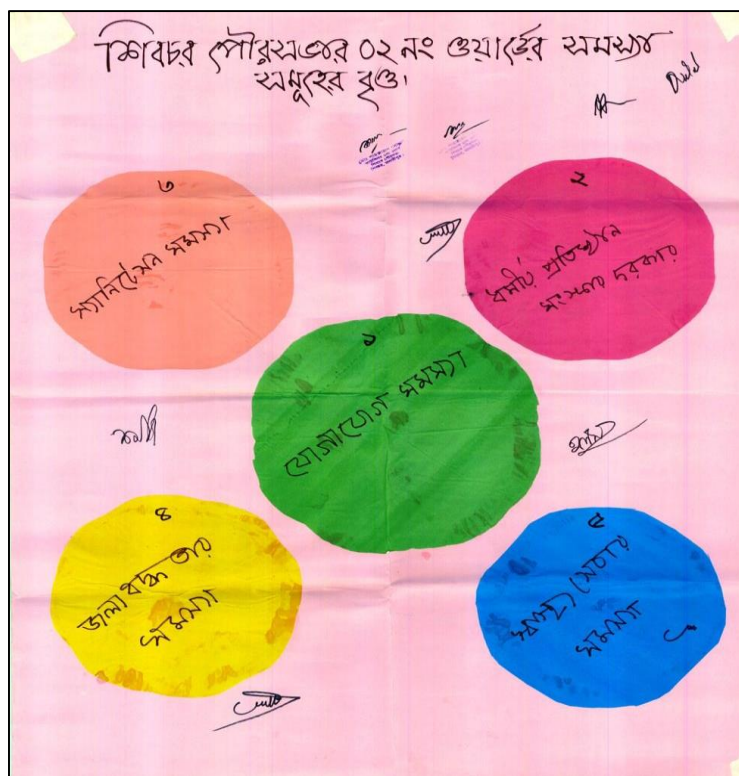 শিবচর পৌরসভার ০২ নং ওয়ার্ডের সমস্যা
সমূহের বৃত্ত।
৩
স্যানিটেসন সমস্যা
২
ধর্মীয় প্রতিষ্ঠান
সংস্কার দরকার
১
যোগাযোগ সমস্যা
৪
জলাবদ্ধতার
সমস্যা
৫
স্বাস্থ্য সেবার
সমস্যা